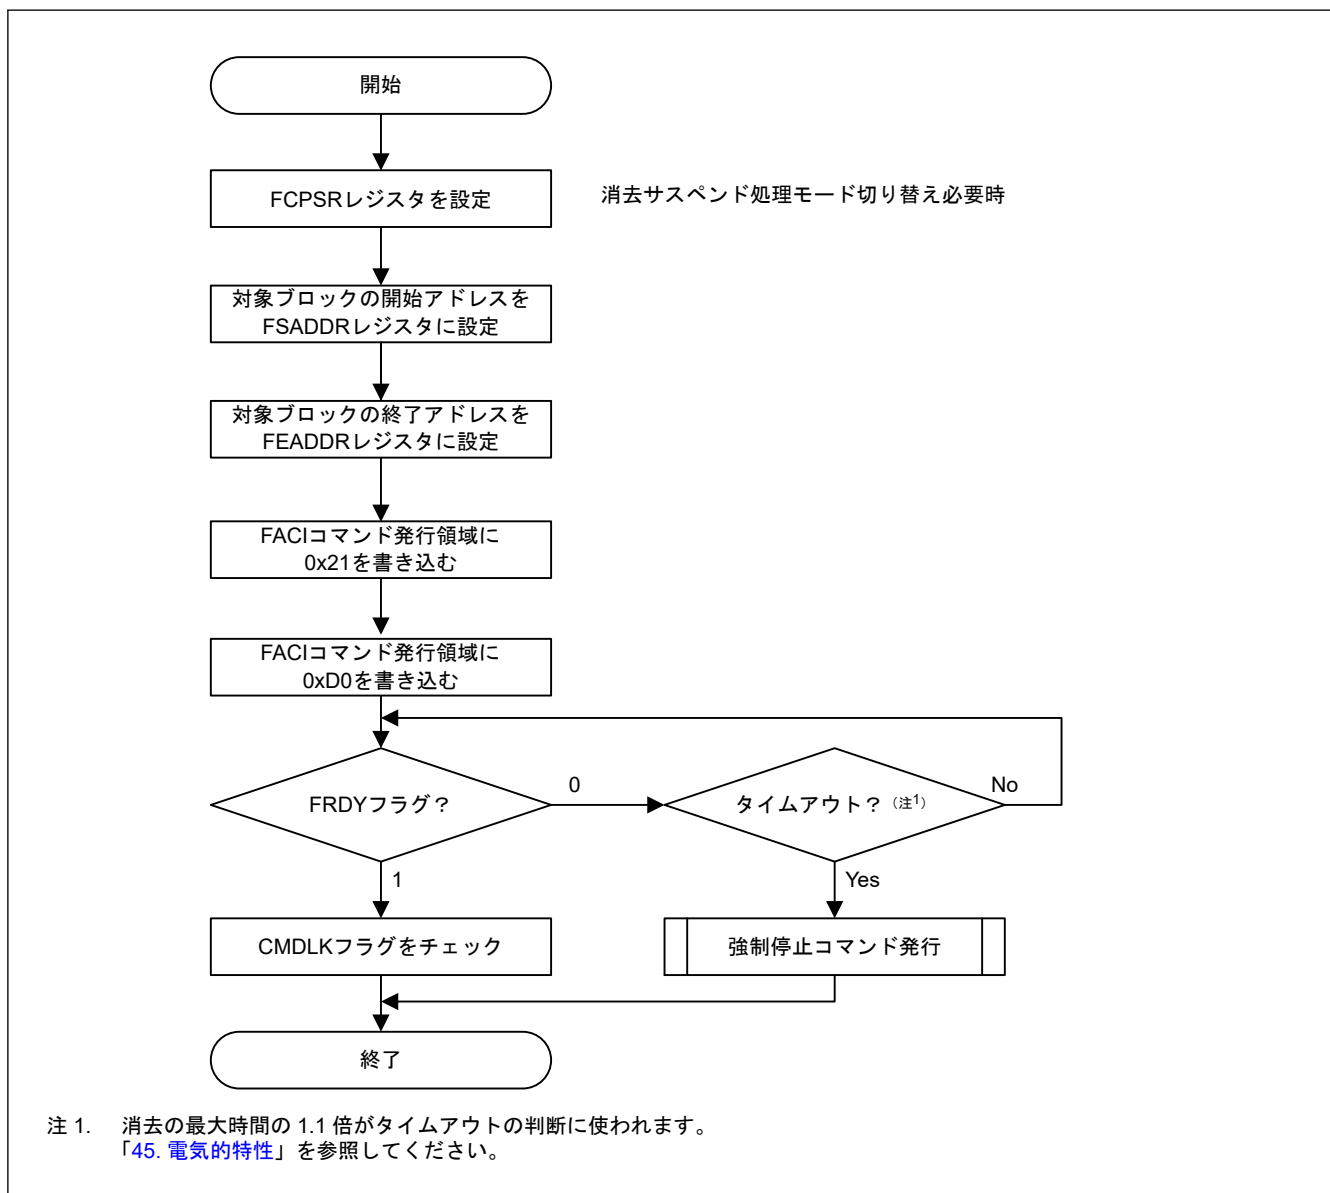 開始
FCPSRレジスタを設定
消去サスペンド処理モード切り替え必要時
対象ブロックの開始アドレスを
FSADDRレジスタに設定
対象ブロックの終了アドレスを
FEADDRレジスタに設定
FACIコマンド発行領域に
0x21を書き込む
FACIコマンド発行領域に
0xD0を書き込む
FRDYフラグ？
0
タイムアウト？（注1）
No
1
Yes
CMDLKフラグをチェック
強制停止コマンド発行
終了
注 1. 消去の最大時間の 1.1 倍がタイムアウトの判断に使われます。
「45. 電気的特性」を参照してください。